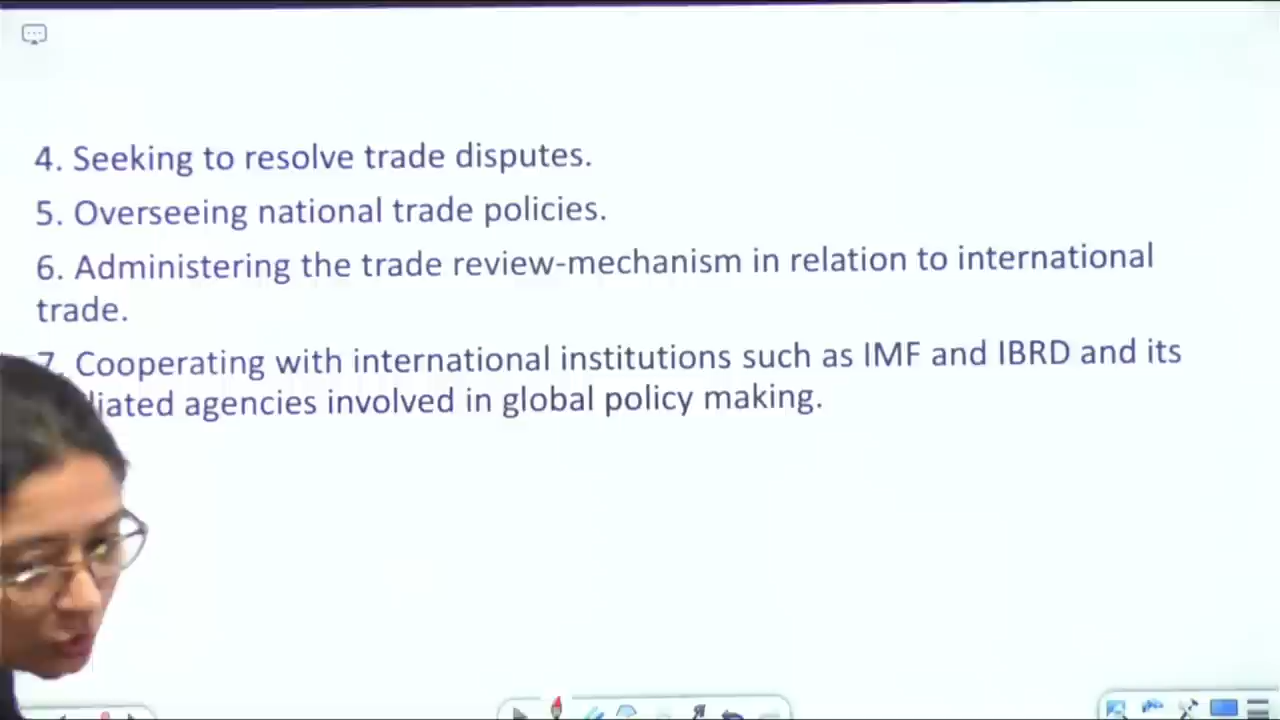 4. Seeking to resolve trade disputes.
5. Overseeing national trade policies.
6. Administering the trade review-mechanism in relation to international
trade.
7. Cooperating with international institutions such as IMF and IBRD and its
agencies involved in global policy making.